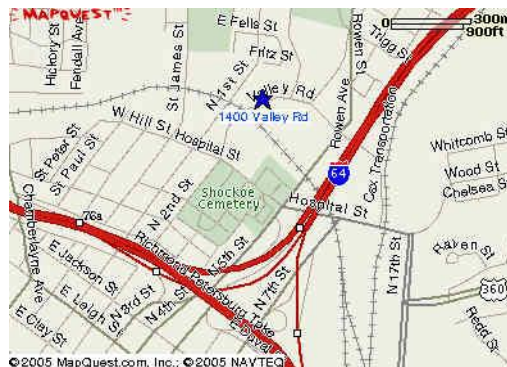 MAPQUEST
300m
900ft
E Fells St
Fritz St
Trigg St
Hickory St
Fendall Ave
St James St
N 1st St
Valley Rd
Rowen St
1400 Valley Rd
Rowen Ave
Cox Transportation
W Hill St
Hospital St
Whitcomb St
Wood St
Chelsea St
St Peter St
St Paul St
64
Shockoe
Cemetery
Hospital St
Chamberlayne Ave
76a
N 2nd St
Richmond Petersburg Tpke
N 5th St
N 7th St
N 17th St
Raven St
E Jackson St
E Leigh St
N 3rd St
N 4th St
E Duval
360
Redd St
E Clay St
©2005 MapQuest.com, Inc.; ©2005 NAVTEQ